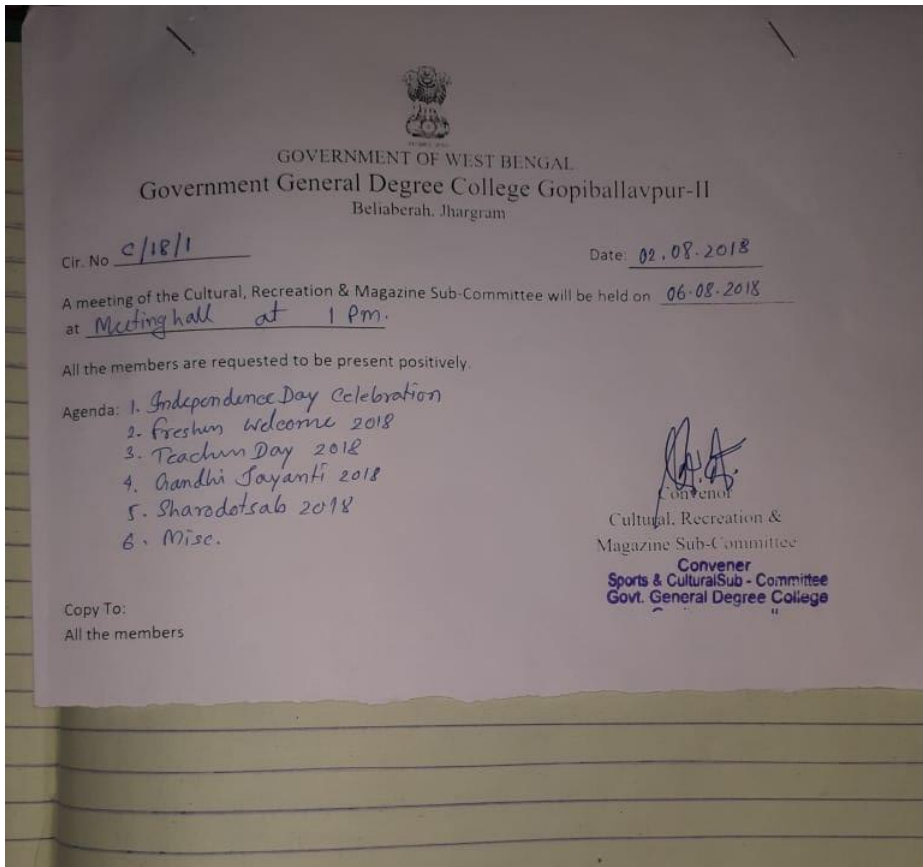 GOVERNMENT OF WEST BENGAL
Government General Degree College Gopiballavpur-II
Beliaberah, Jhargram
Cir. No C/18/1
Date: 02.08.2018
A meeting of the Cultural, Recreation & Magazine Sub-Committee will be held on 06.08.2018
at Meeting hall at 1 Pm.
All the members are requested to be present positively.
Agenda: 1. Independence Day Celebration
2. Freshers Welcome 2018
3. Teachers Day 2018
4. Gandhi Jayanti 2018
5. Sharodotsab 2018
6. Misc.
Convenor
Cultural, Recreation &
Magazine Sub-Committee
Convener
Sports & CulturalSub - Committee
Govt. General Degree College
Copy To:
All the members